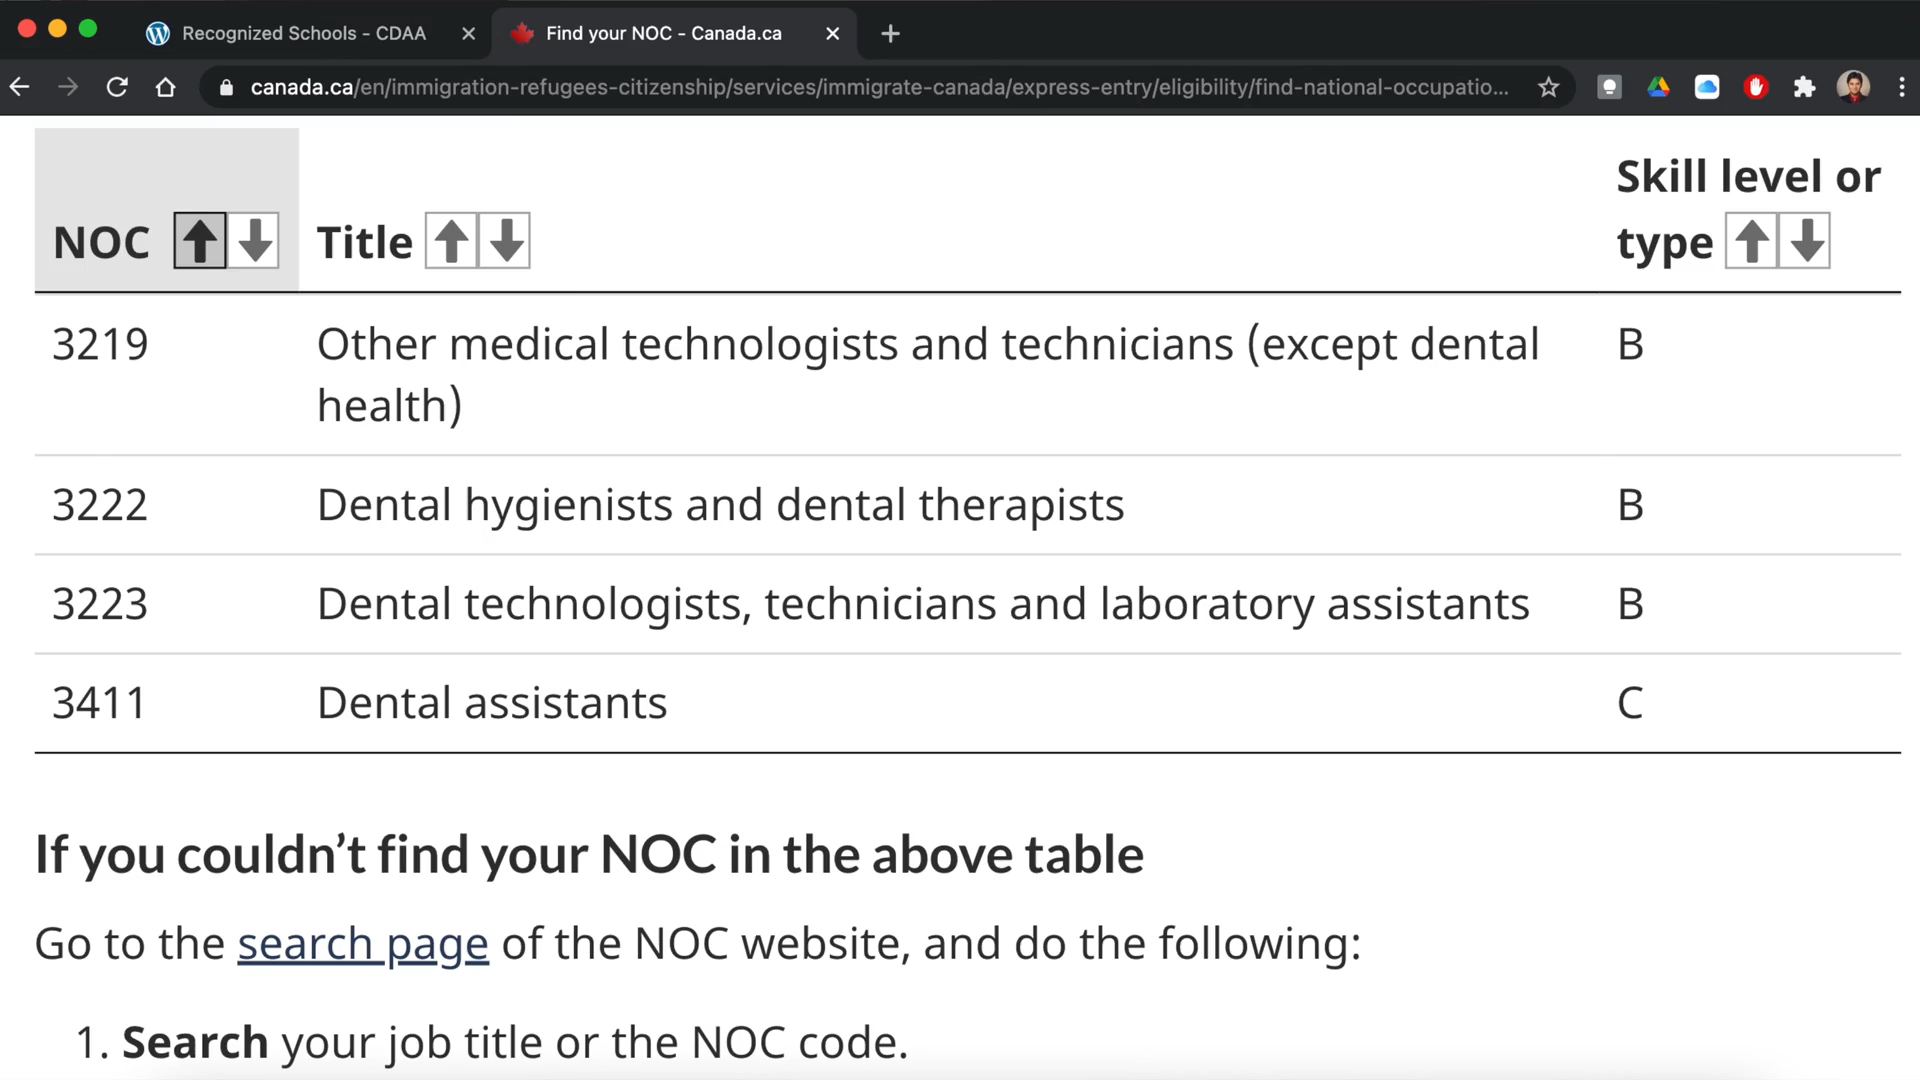 Recognized Schools - CDAA
Find your NOC - Canada.ca
canada.ca/en/immigration-refugees-citizenship/services/immigrate-canada/express-entry/eligibility/find-national-occupatio...
NOC Title Skill level or type
3219 Other medical technologists and technicians (except dental
health) B
3222 Dental hygienists and dental therapists B
3223 Dental technologists, technicians and laboratory assistants B
3411 Dental assistants C
If you couldn’t find your NOC in the above table
Go to the search page of the NOC website, and do the following:
1. Search your job title or the NOC code.